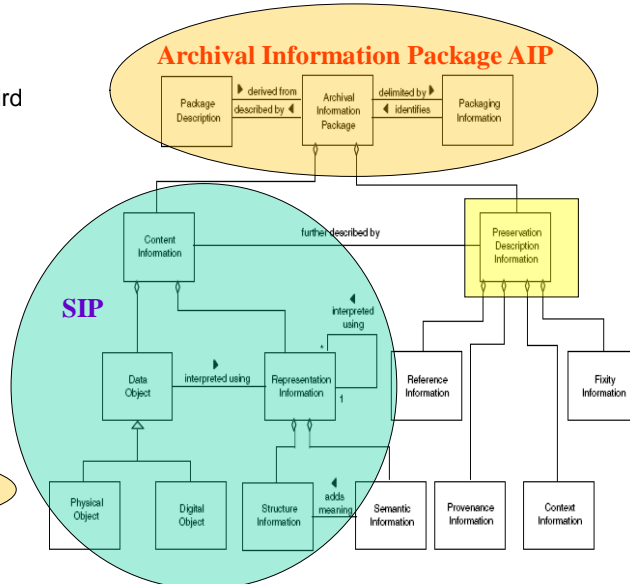 Archival Information Package AIP
rd
Package
Description
derived from
described by
Archival
Information
Package
delimited by
identifies
Packaging
Information
Content
Information
further described by
Preservation
Description
Information
SIP
interpreted
using
*
1
Data
Object
interpreted using
Representation
Information
Reference
Information
Fixity
Information
Physical
Object
Digital
Object
Structure
Information
adds
meaning
Semantic
Information
Provenance
Information
Context
Information